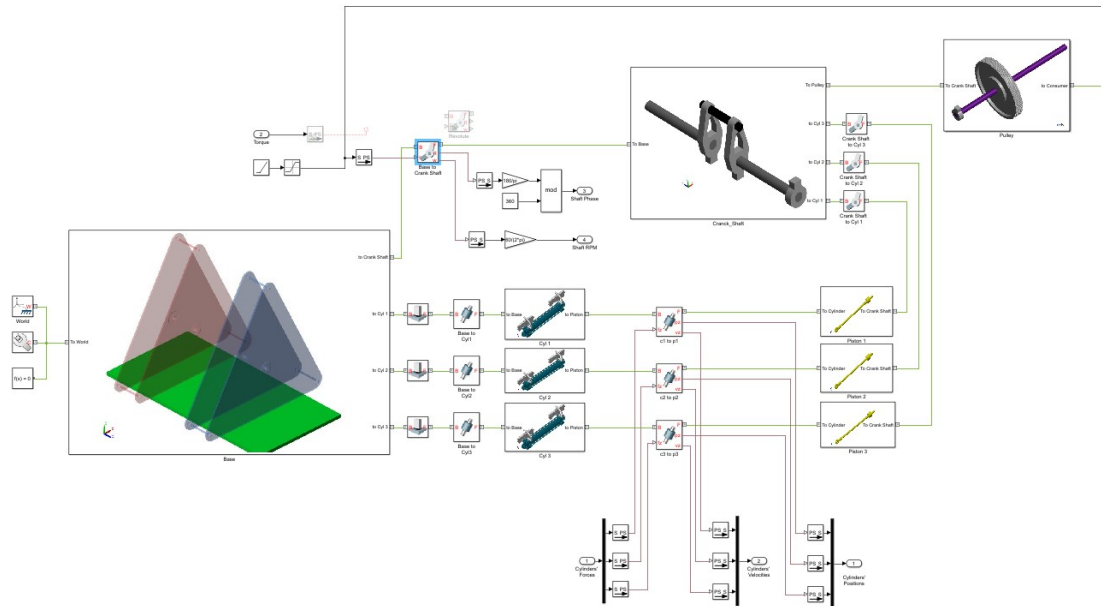 To Pulley
To Crank Shaft
to Consumer
Pulley
2
Torque
S PS
Revolute
to Cyl 3
Crank Shaft
to Cyl 3
S PS
B
Base to
Crank Shaft
To Base
to Cyl 2
Crank Shaft
to Cyl 2
PS S
180/pi
360
mod
3
Shaft Phase
to Cyl 1
Crank Shaft
to Cyl 1
Cranck_Shaft
PS S
60/(2*pi)
4
Shaft RPM
to Crank Shaft
World
To World
f(x) = 0
Base
to Cyl 1
B
F
Base to
Cyl1
to Base
to Piston
Cyl 1
B
F
c1 to p1
To Cylinder
To Crank Shaft
Piston 1
to Cyl 2
B
F
Base to
Cyl2
to Base
to Piston
Cyl 2
B
F
c2 to p2
To Cylinder
To Crank Shaft
Piston 2
to Cyl 3
B
F
Base to
Cyl3
to Base
to Piston
Cyl 3
B
F
c3 to p3
To Cylinder
To Crank Shaft
Piston 3
S PS
PS S
PS S
1
Cylinders'
Forces
S PS
PS S
2
Cylinders'
Velocities
PS S
1
Cylinders'
Positions
S PS
PS S
PS S